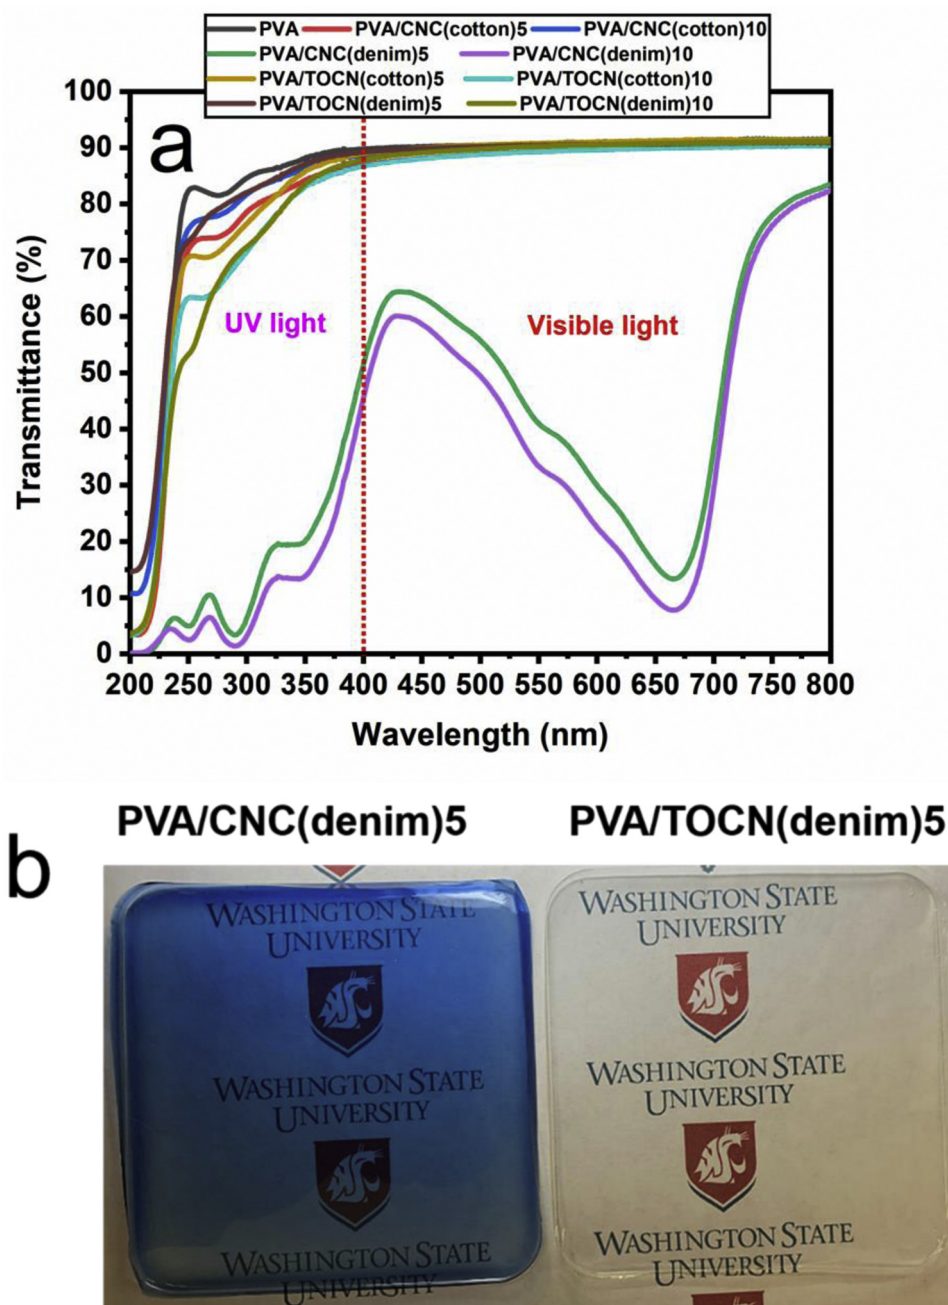 PVA PVA/CNC(cotton)5 PVA/CNC(cotton)10
PVA/CNC(denim)5 PVA/CNC(denim)10
PVA/TOCN(cotton)5 PVA/TOCN(cotton)10
PVA/TOCN(denim)5 PVA/TOCN(denim)10
a
100
90
80
70
60
50
40
30
20
10
0
Transmittance (%)
UV light
Visible light
200 250 300 350 400 450 500 550 600 650 700 750 800
Wavelength (nm)
PVA/CNC(denim)5 PVA/TOCN(denim)5
b
WASHINGTON STATE
UNIVERSITY
WASHINGTON STATE
UNIVERSITY
WASHINGTON STATE
UNIVERSITY
WASHINGTON STATE
UNIVERSITY
WASHINGTON STATE
UNIVERSITY
WASHINGTON STATE
UNIVERSITY